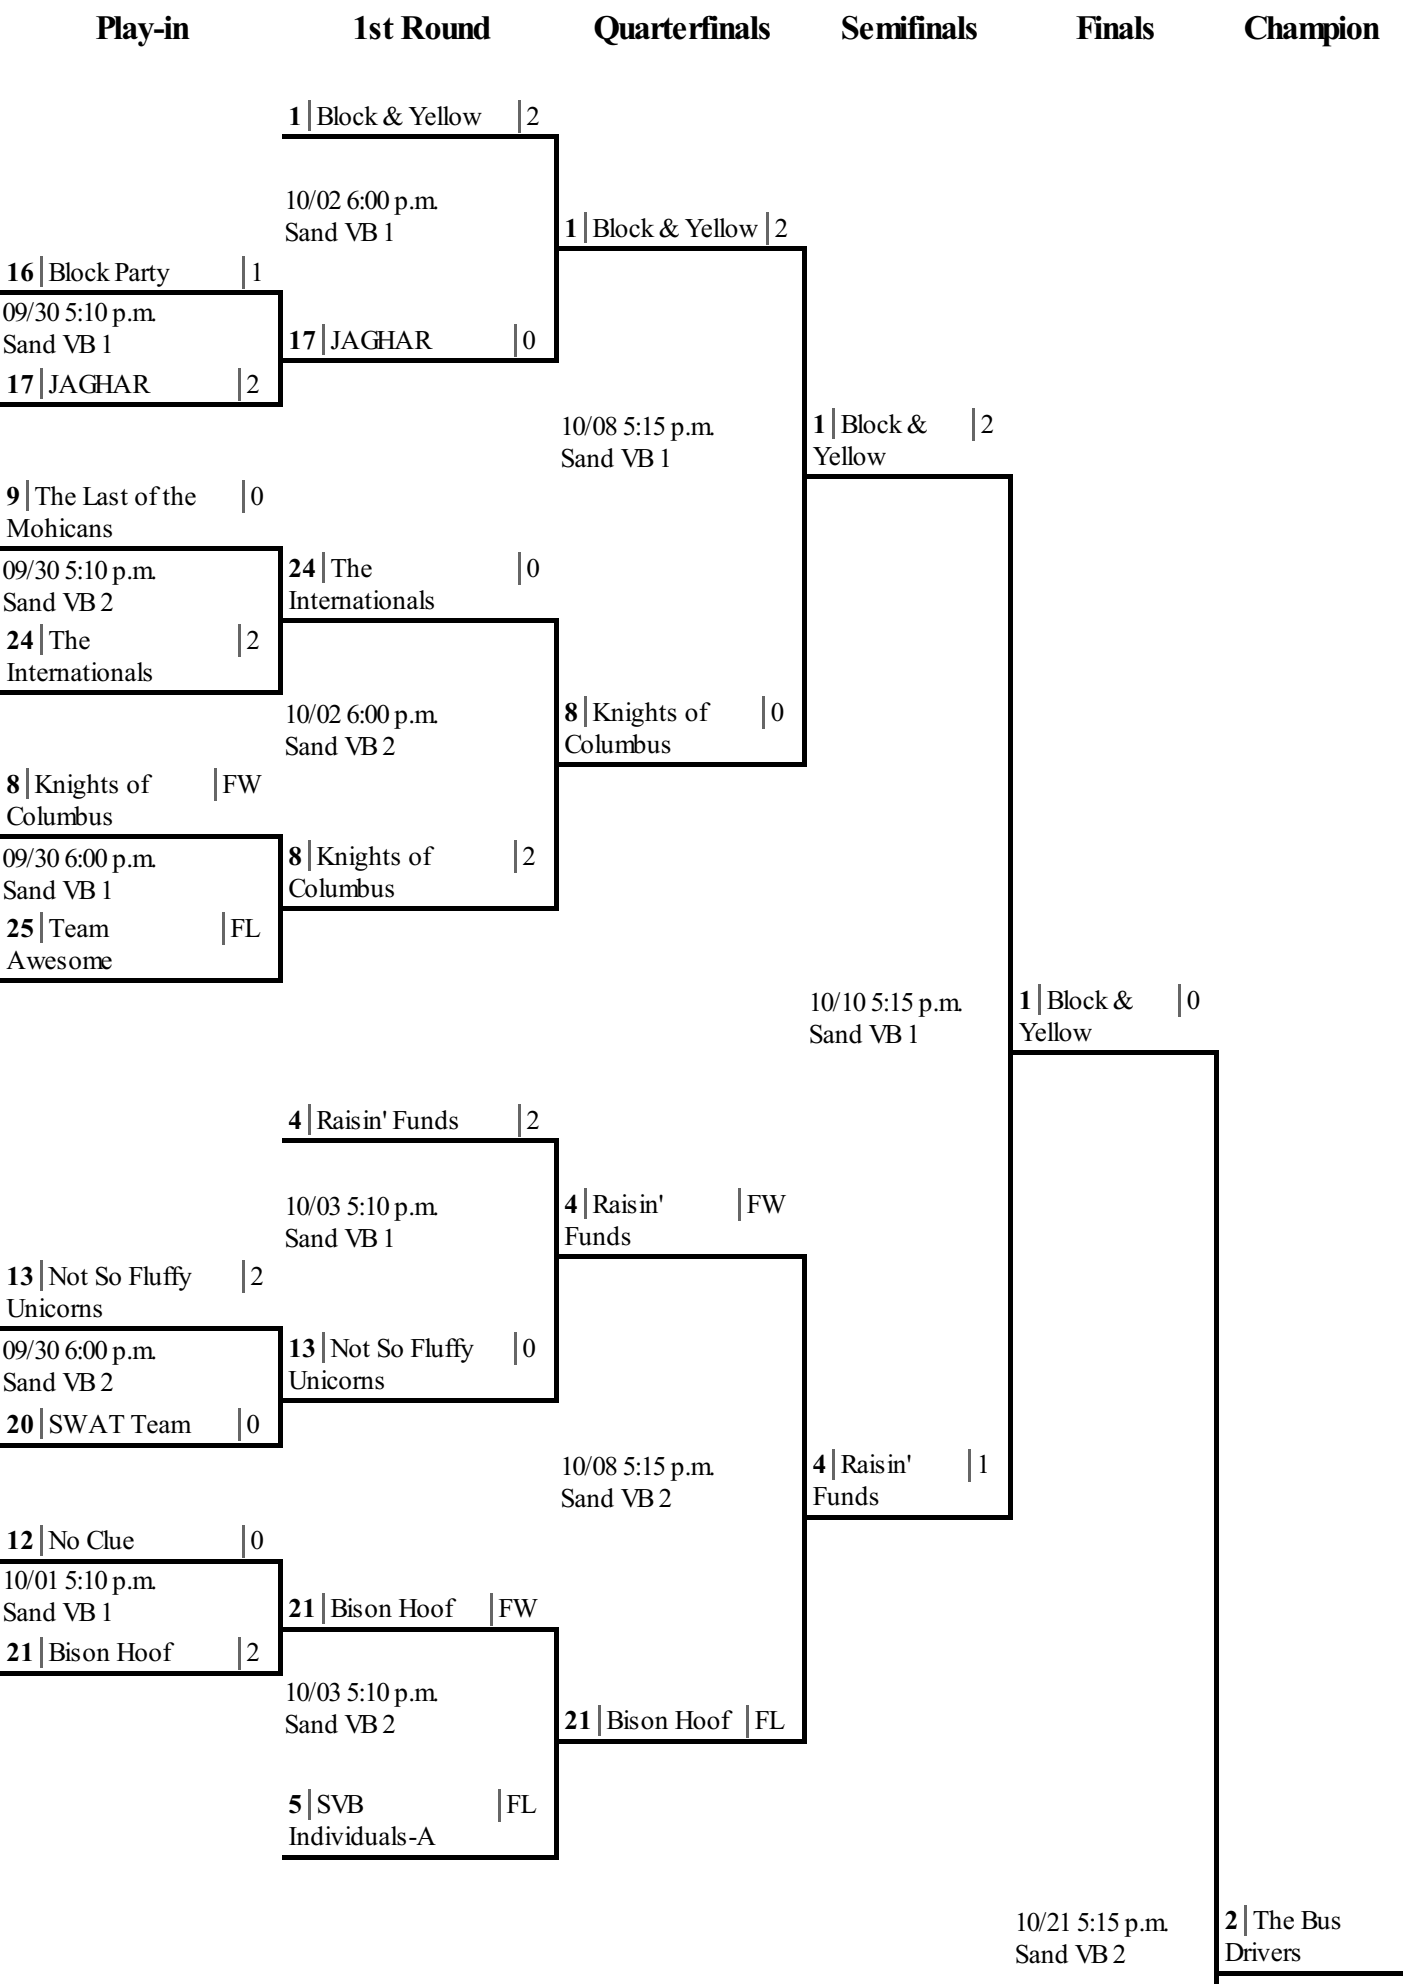 Play-in 1st Round Quarterfinals Semifinals Finals Champion
1 Block & Yellow 2
10/02 6:00 p.m.
Sand VB 1
1 Block & Yellow 2
16 Block Party 1
09/30 5:10 p.m.
Sand VB 1
17 JAGHAR 0
17 JAGHAR 2
10/08 5:15 p.m.
Sand VB 1
1 Block & 2
Yellow
9 The Last of the 0
Mohicans
09/30 5:10 p.m.
Sand VB 2
24 The 0
Internationals
24 The 2
Internationals
10/02 6:00 p.m.
Sand VB 2
8 Knights of 0
Columbus
8 Knights of FW
Columbus
09/30 6:00 p.m.
Sand VB 1
8 Knights of 2
Columbus
25 Team FL
Awesome
10/10 5:15 p.m.
Sand VB 1
1 Block & 0
Yellow
4 Raisin' Funds 2
10/03 5:10 p.m.
Sand VB 1
4 Raisin' FW
Funds
13 Not So Fluffy 2
Unicorns
09/30 6:00 p.m.
Sand VB 2
13 Not So Fluffy 0
Unicorns
20 SWAT Team 0
10/08 5:15 p.m.
Sand VB 2
4 Raisin' 1
Funds
12 No Clue 0
10/01 5:10 p.m.
Sand VB 1
21 Bison Hoof FW
21 Bison Hoof 2
10/03 5:10 p.m.
Sand VB 2
21 Bison Hoof FL
5 SVB FL
Individuals-A
10/21 5:15 p.m.
Sand VB 2
2 The Bus
Drivers